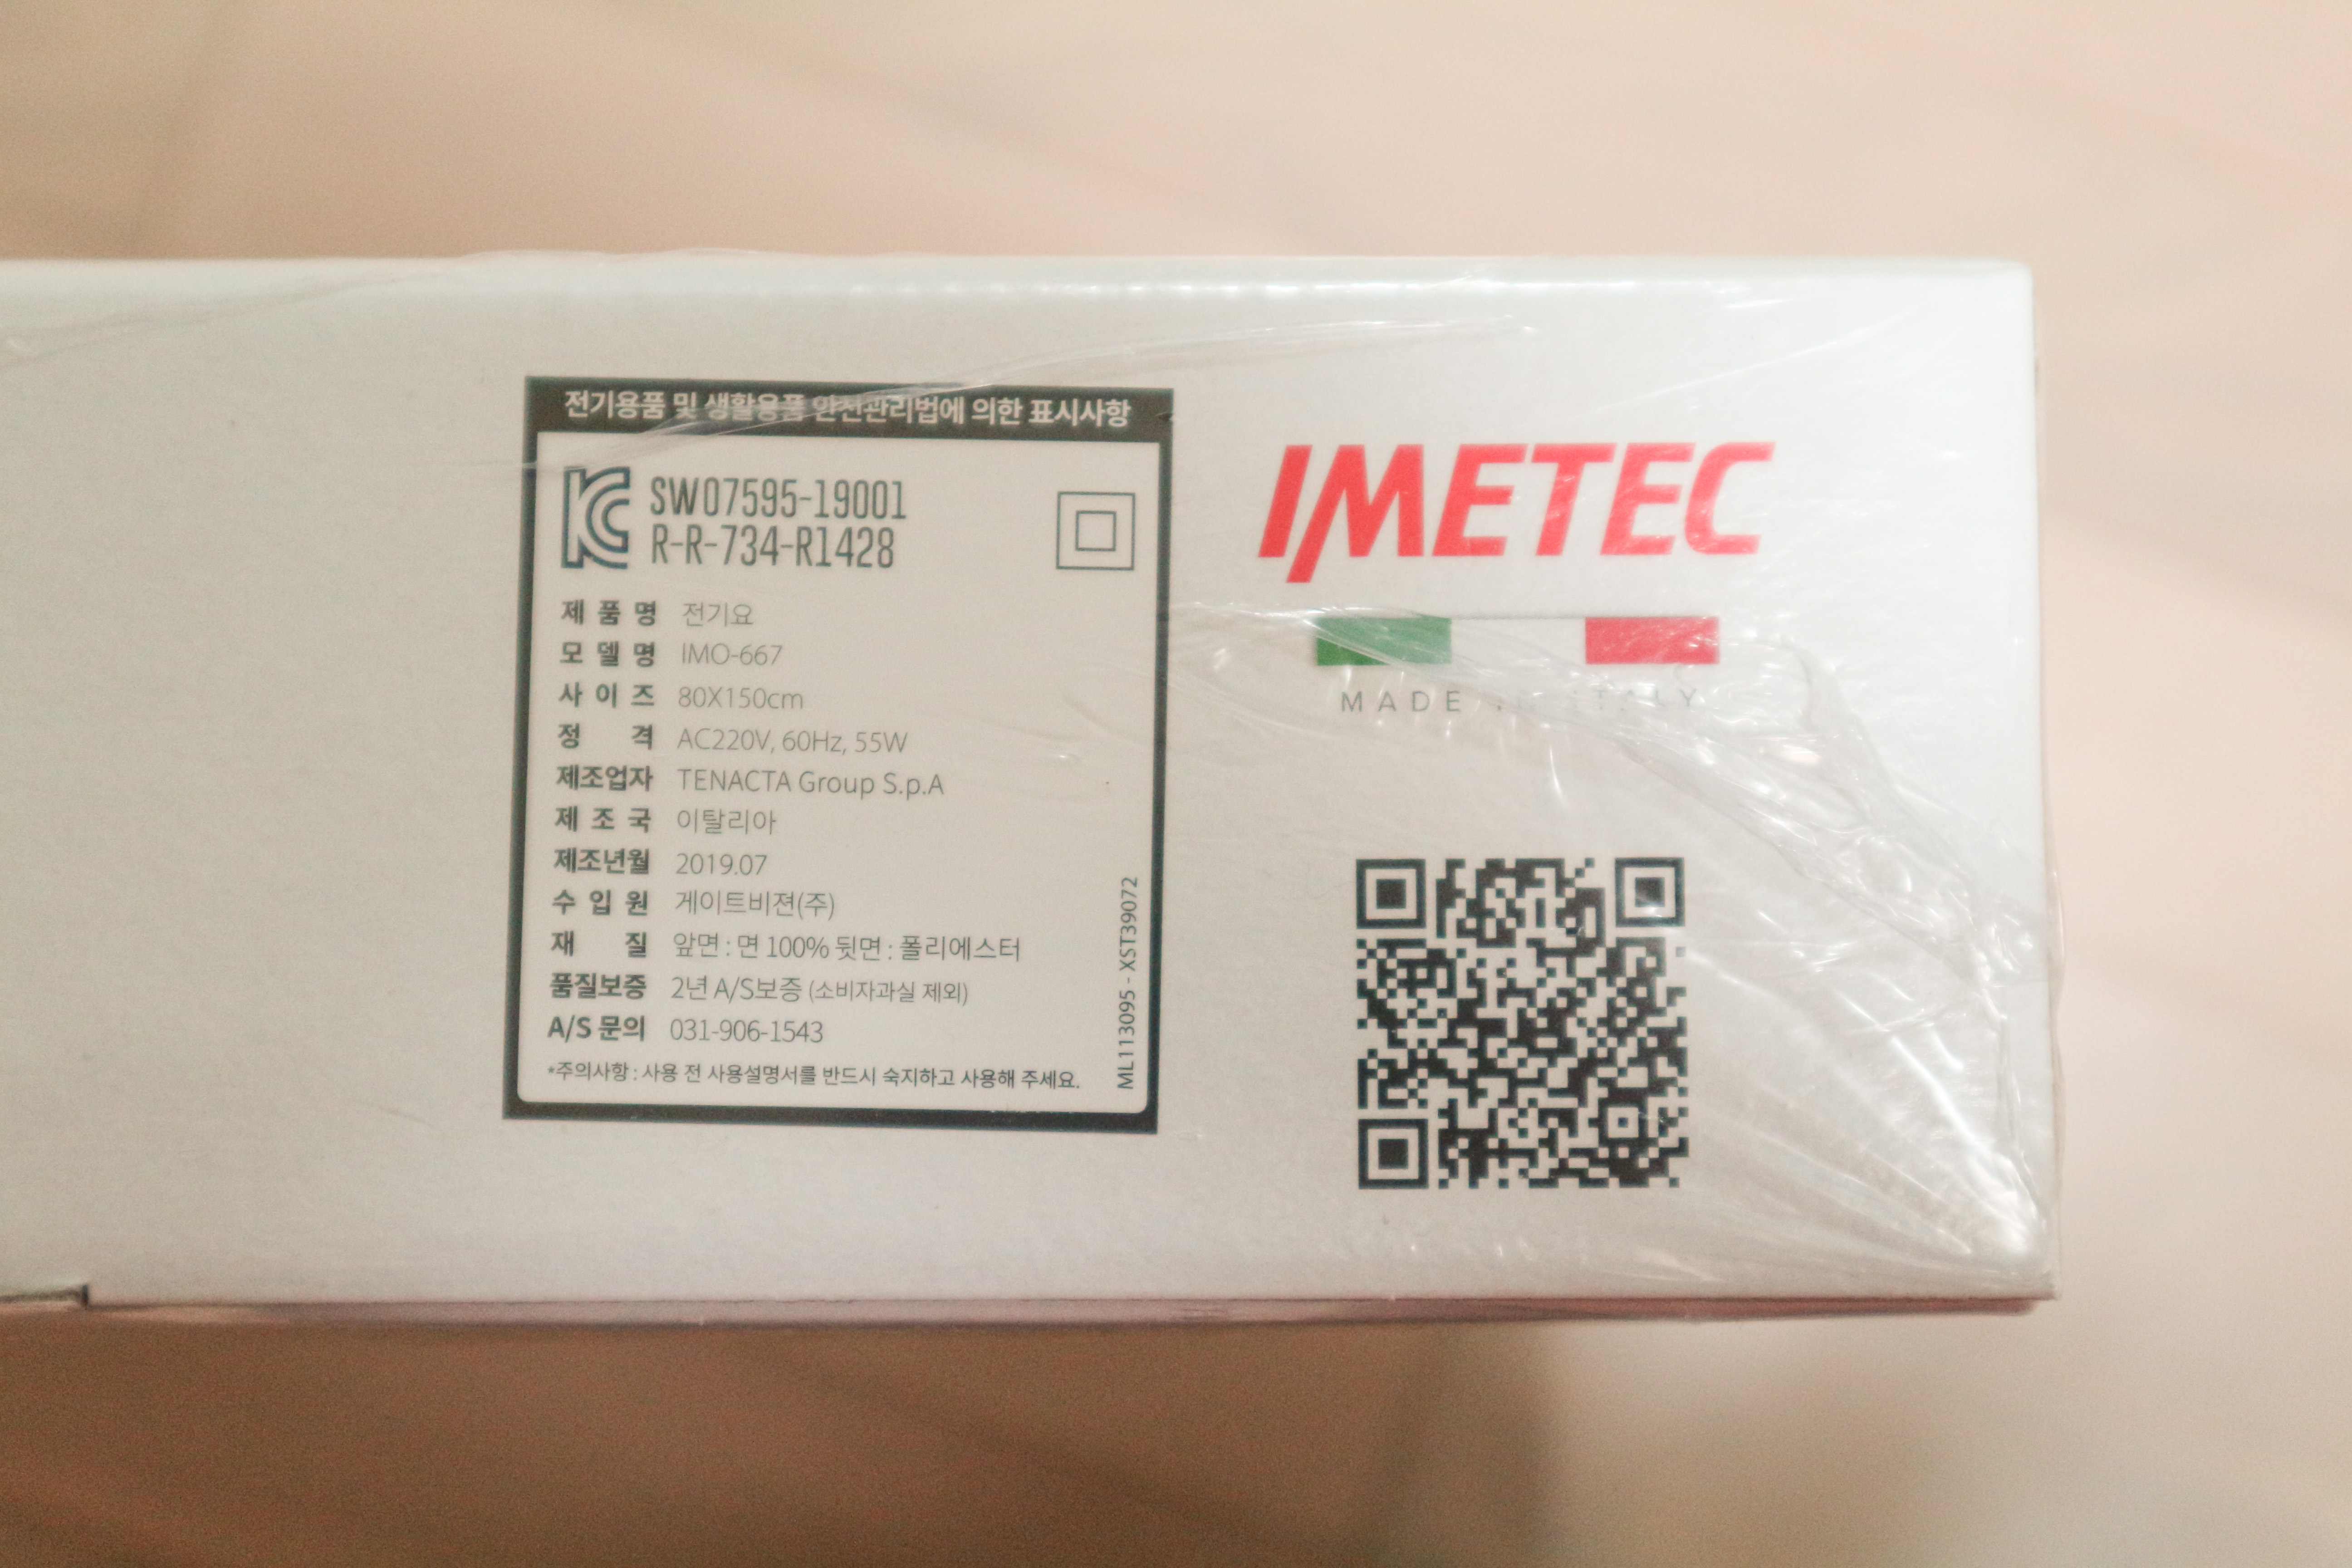 전기용품 및 생활용품 안전관리법에 의한 표시사항
SW07595-19001
R-R-734-R1428
제품명 전기요
모델명 IMO-667
사이즈 80X150cm
정격 AC220V, 60Hz, 55W
제조업자 TENACTA Group S.p.A
제조국 이탈리아
제조년월 2019.07
수입원 게이트비젼(주)
재질 앞면 : 면 100% 뒷면 : 폴리에스터
품질보증 2년 A/S보증 (소비자과실 제외)
A/S 문의 031-906-1543
*주의사항 : 사용 전 사용설명서를 반드시 숙지하고 사용해 주세요.
ML113095 - XST39072
IMETEC
MADE IN ITALY